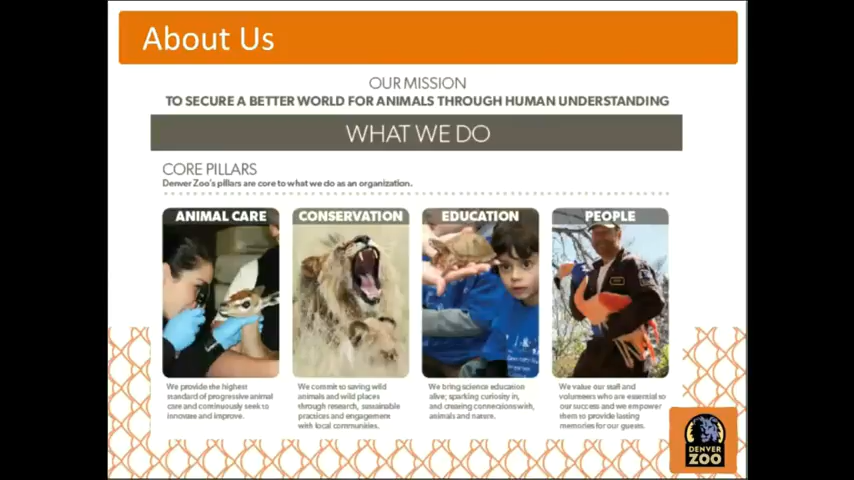 About Us
OUR MISSION
TO SECURE A BETTER WORLD FOR ANIMALS THROUGH HUMAN UNDERSTANDING
WHAT WE DO
CORE PILLARS
Denver Zoo's pillars are core to what we do as an organization.
ANIMAL CARE
We provide the highest
standard of progressive animal
care and continuously seek to
innovate and improve.
CONSERVATION
We commit to saving wild
animals and wild places
through research, sustainable
practices and engagement
with local communities.
EDUCATION
We bring science education
alive; sparking curiosity in,
and creating connections with,
animals and nature.
PEOPLE
We value our staff and
volunteers who are essential to
our success and we empower
them to provide lasting
memories for our guests.
DENVER
ZOO